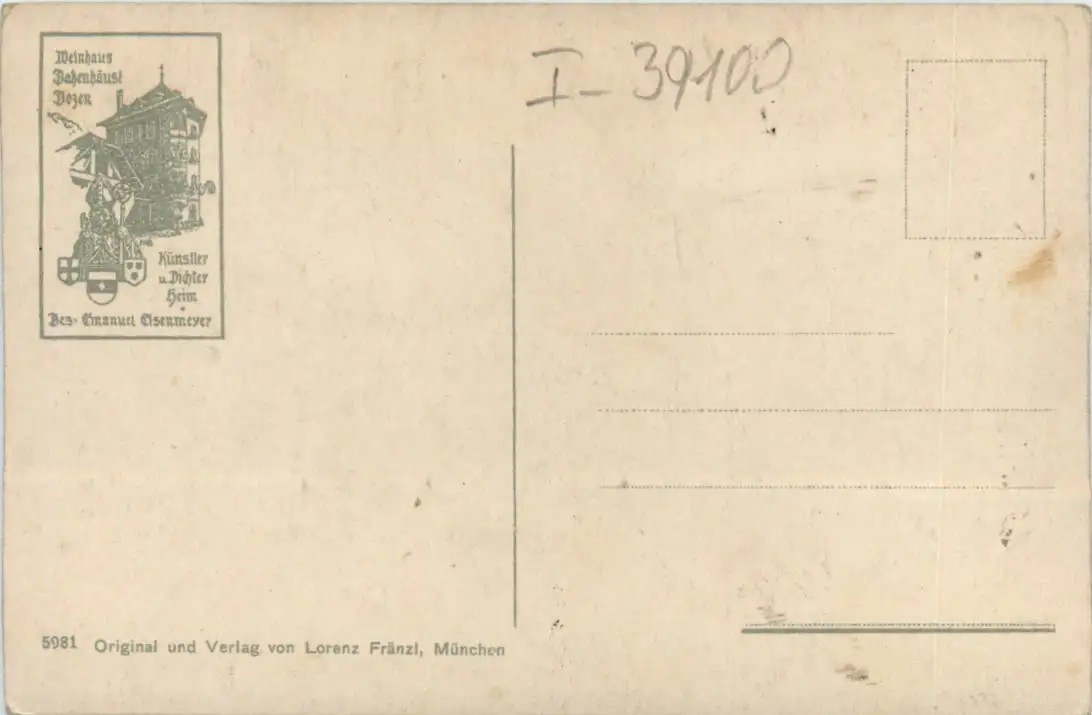 Weinhaus
Batzenhäusl
Bozen
Künstler
u. Dichter
Heim
Bes. Emanuel Eisenmeyer
I - 39100
5981 Original und Verlag von Lorenz Fränzl, München